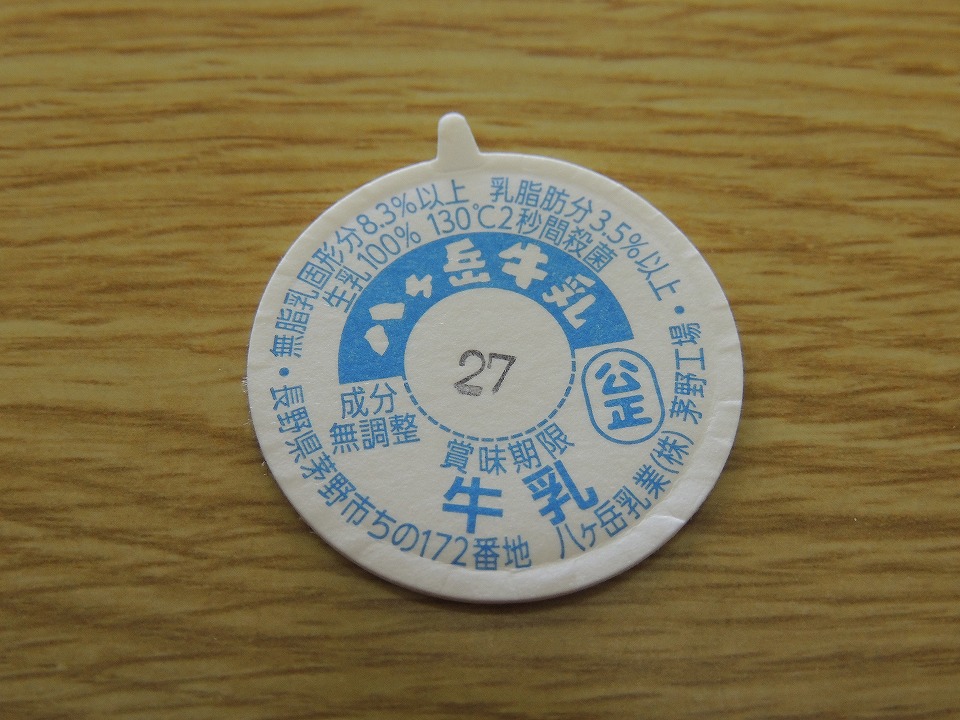 ・無脂乳固形分8.3%以上 乳脂肪分3.5%以上・
生乳100% 130℃2秒間殺菌
八ヶ岳牛乳
27
公正
成分
無調整
賞味期限
牛乳
長野県茅野市ちの172番地 八ヶ岳乳業(株)茅野工場